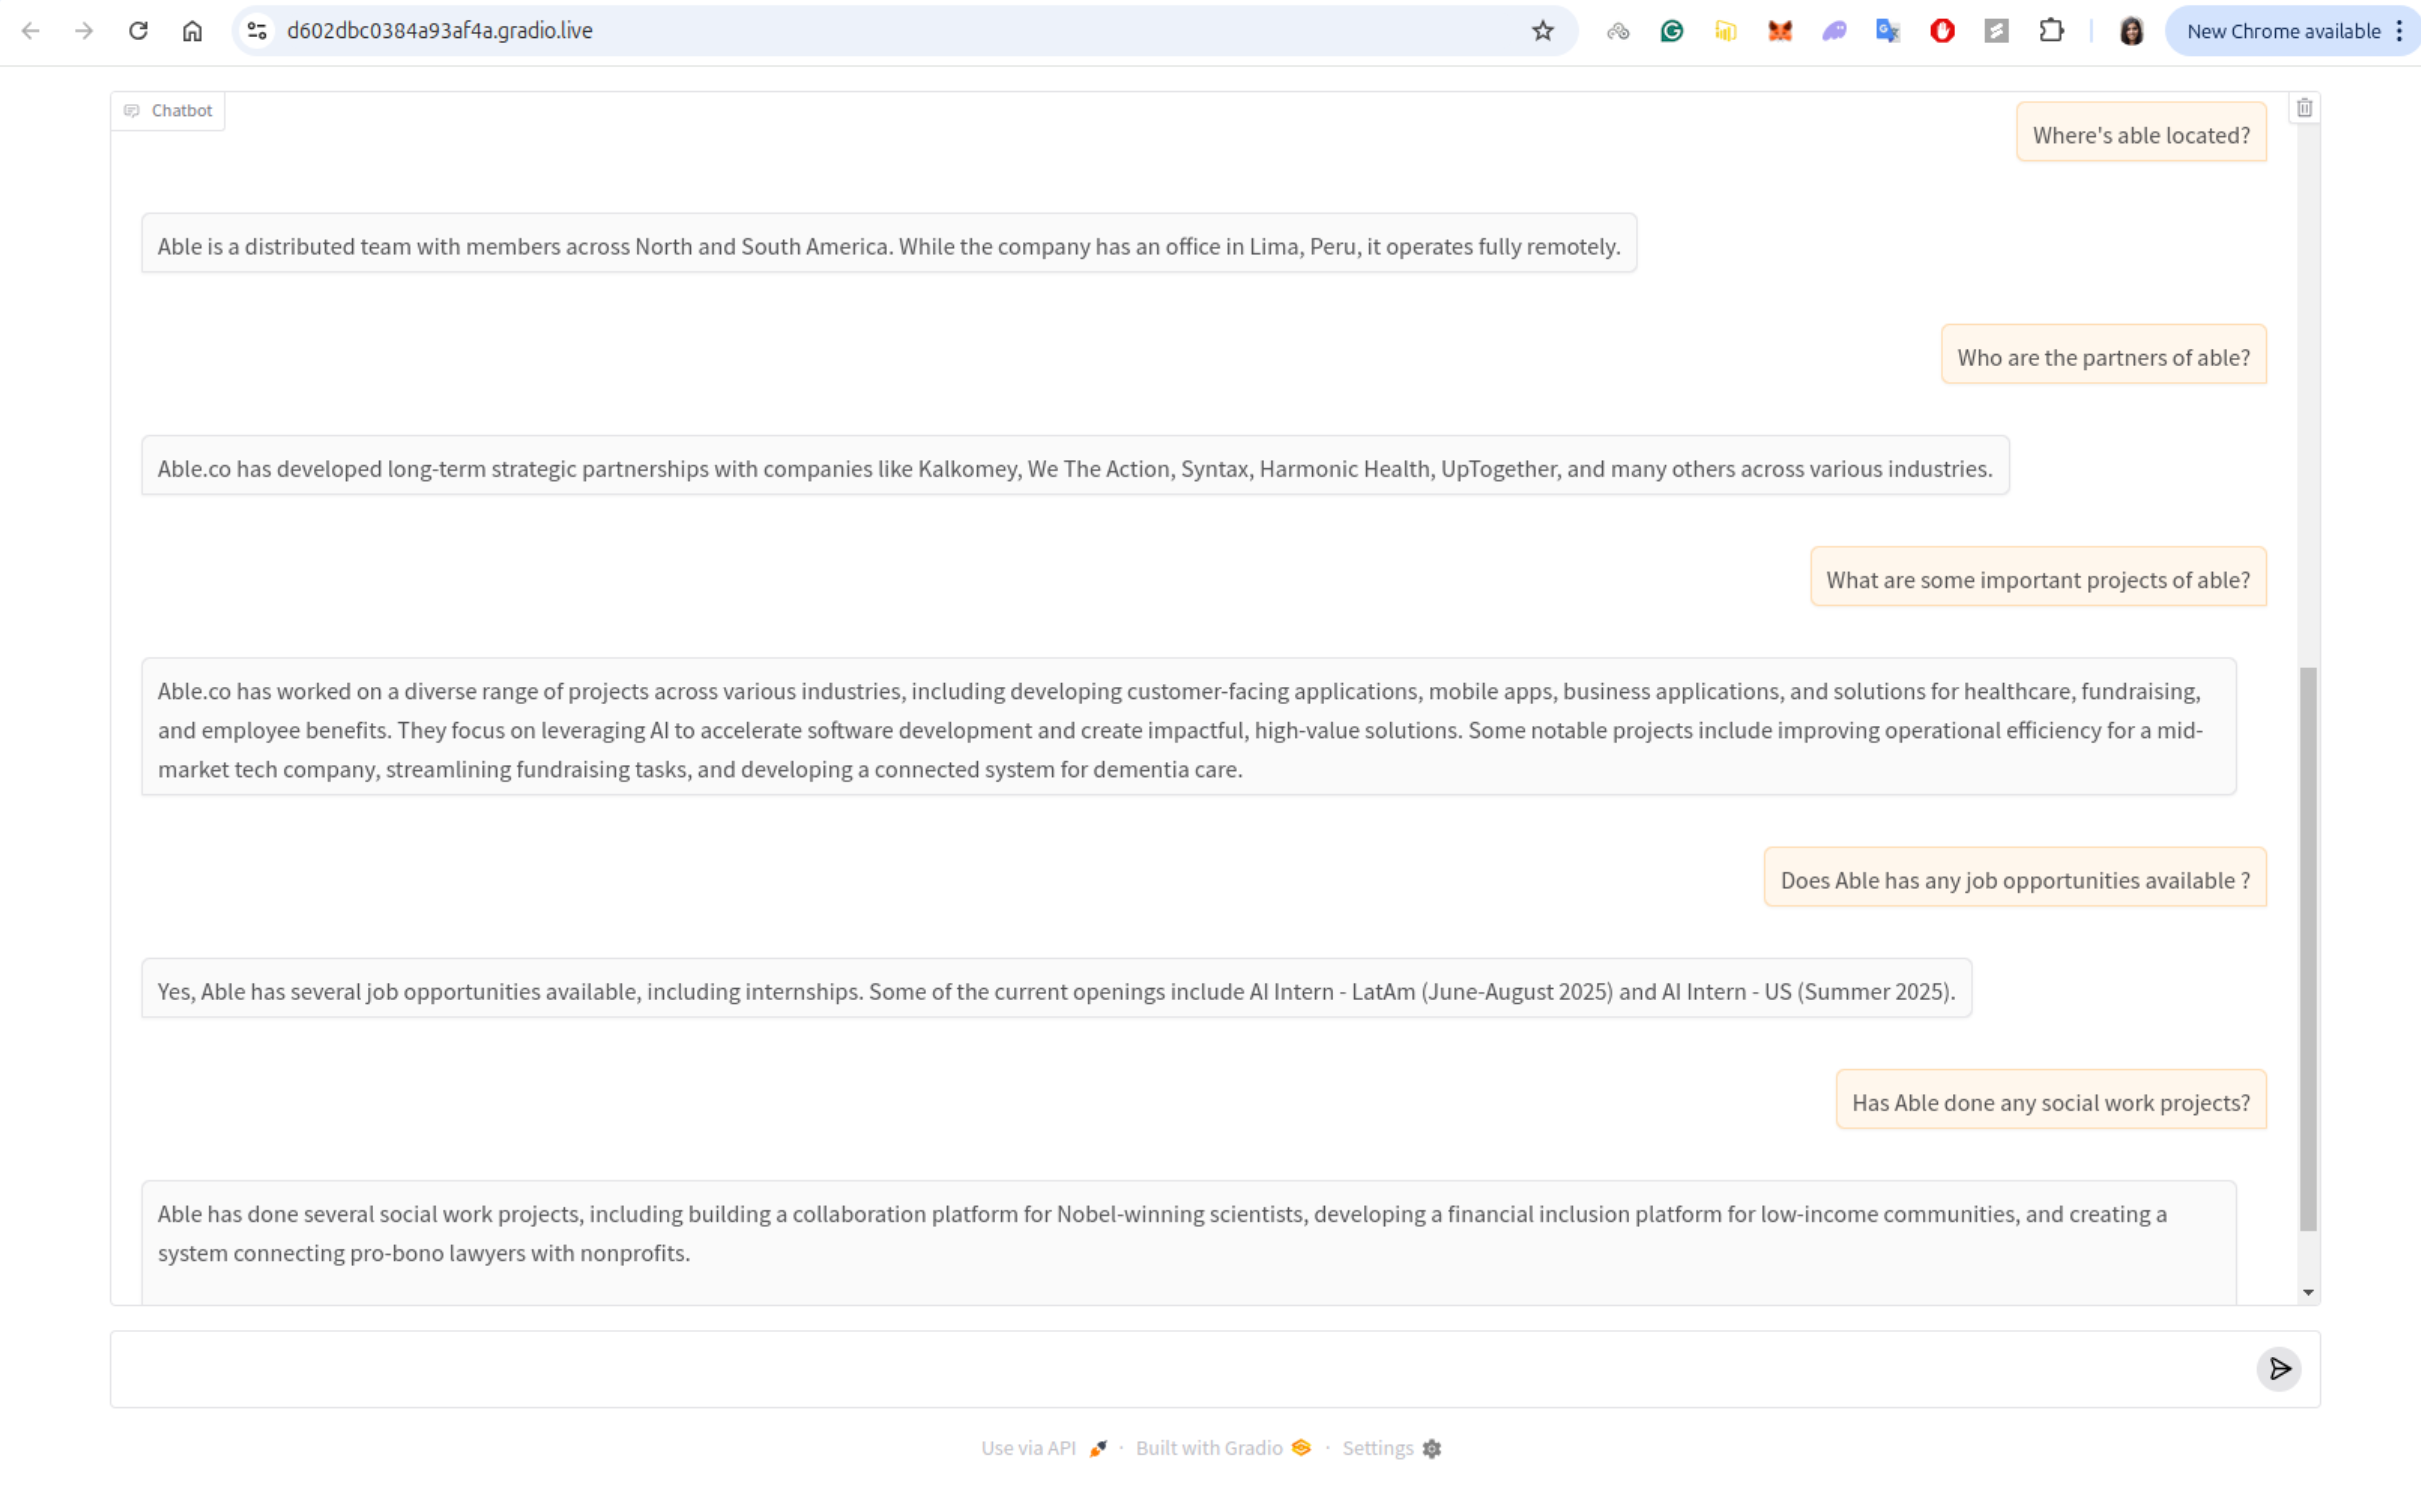 d602dbc0384a93af4a.gradio.live
New Chrome available
Chatbot
Where's able located?
Able is a distributed team with members across North and South America. While the company has an office in Lima, Peru, it operates fully remotely.
Who are the partners of able?
Able.co has developed long-term strategic partnerships with companies like Kalkomey, We The Action, Syntax, Harmonic Health, UpTogether, and many others across various industries.
What are some important projects of able?
Able.co has worked on a diverse range of projects across various industries, including developing customer-facing applications, mobile apps, business applications, and solutions for healthcare, fundraising,
and employee benefits. They focus on leveraging AI to accelerate software development and create impactful, high-value solutions. Some notable projects include improving operational efficiency for a mid-
market tech company, streamlining fundraising tasks, and developing a connected system for dementia care.
Does Able has any job opportunities available ?
Yes, Able has several job opportunities available, including internships. Some of the current openings include AI Intern - LatAm (June-August 2025) and AI Intern - US (Summer 2025).
Has Able done any social work projects?
Able has done several social work projects, including building a collaboration platform for Nobel-winning scientists, developing a financial inclusion platform for low-income communities, and creating a
system connecting pro-bono lawyers with nonprofits.
Use via API · Built with Gradio · Settings